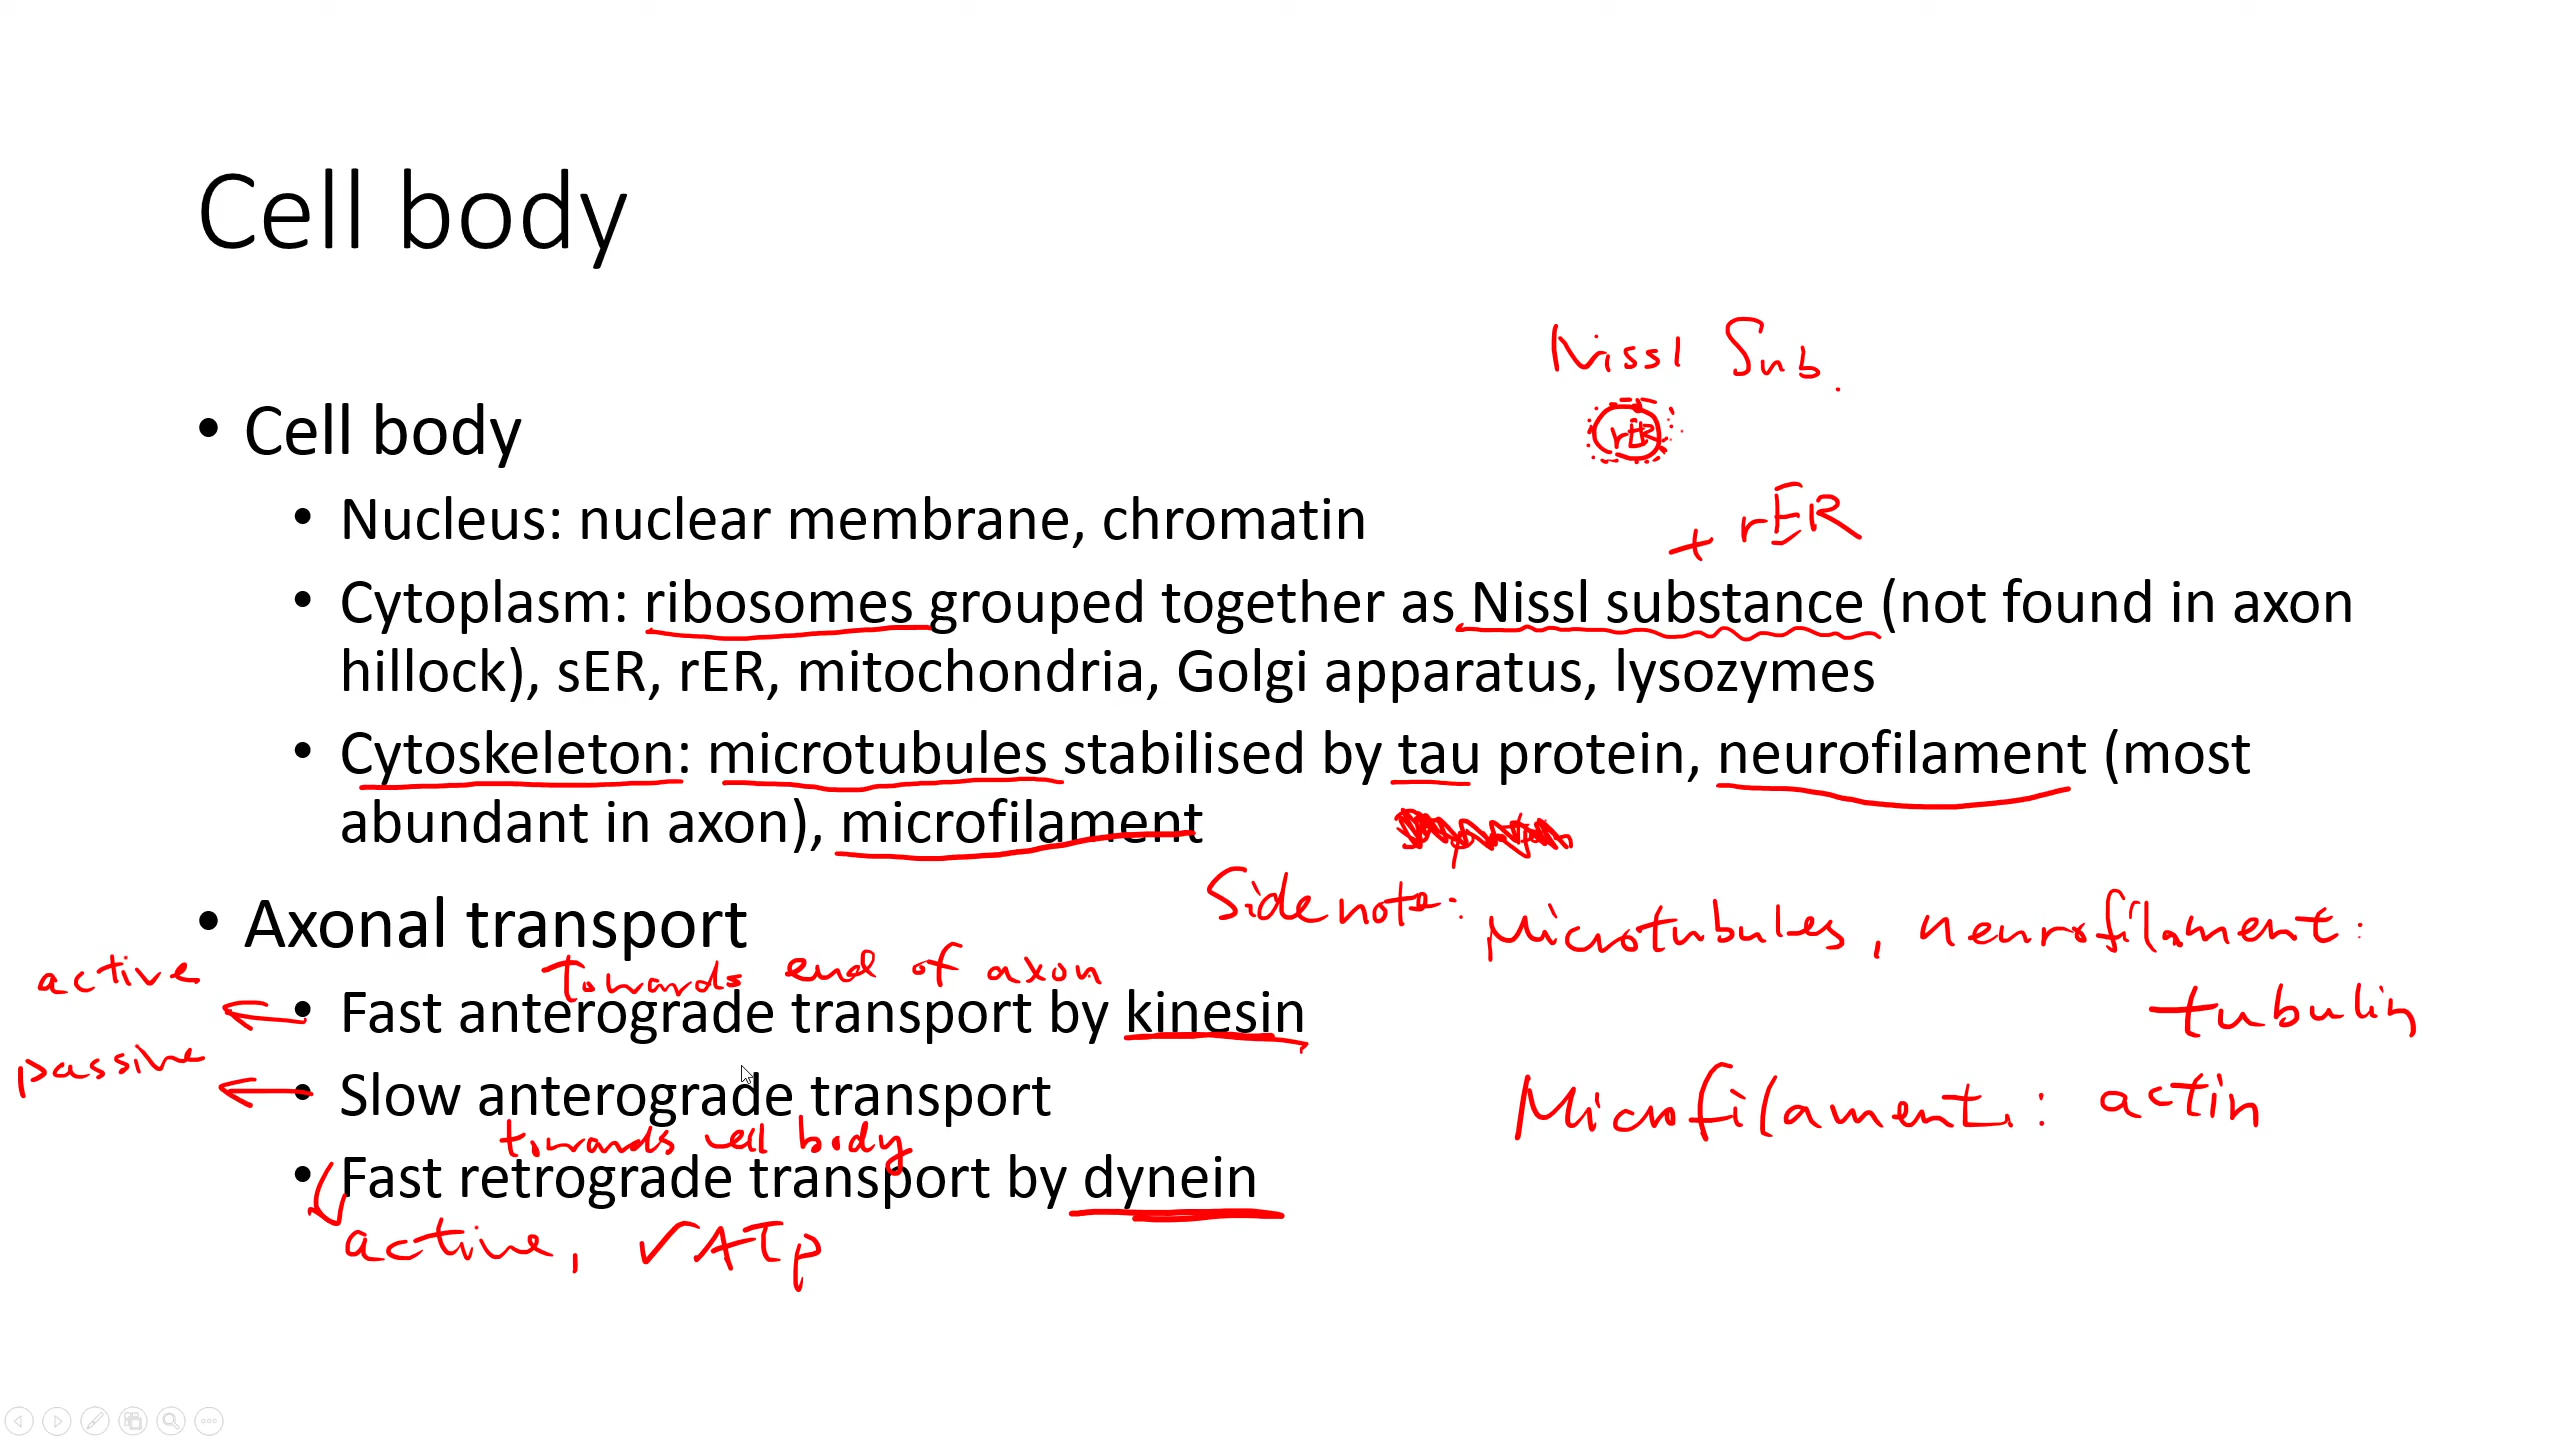 Cell body
Nissl Sub.
rER
• Cell body
+ rER
• Nucleus: nuclear membrane, chromatin
• Cytoplasm: ribosomes grouped together as Nissl substance (not found in axon
hillock), sER, rER, mitochondria, Golgi apparatus, lysozymes
• Cytoskeleton: microtubules stabilised by tau protein, neurofilament (most
abundant in axon), microfilament
Side note: Microtubules, neurofilament:
tubulin
Microfilament: actin
• Axonal transport
towards end of axon
active
• Fast anterograde transport by kinesin
passive
• Slow anterograde transport
towards cell body
• Fast retrograde transport by dynein
active, ✓ATP